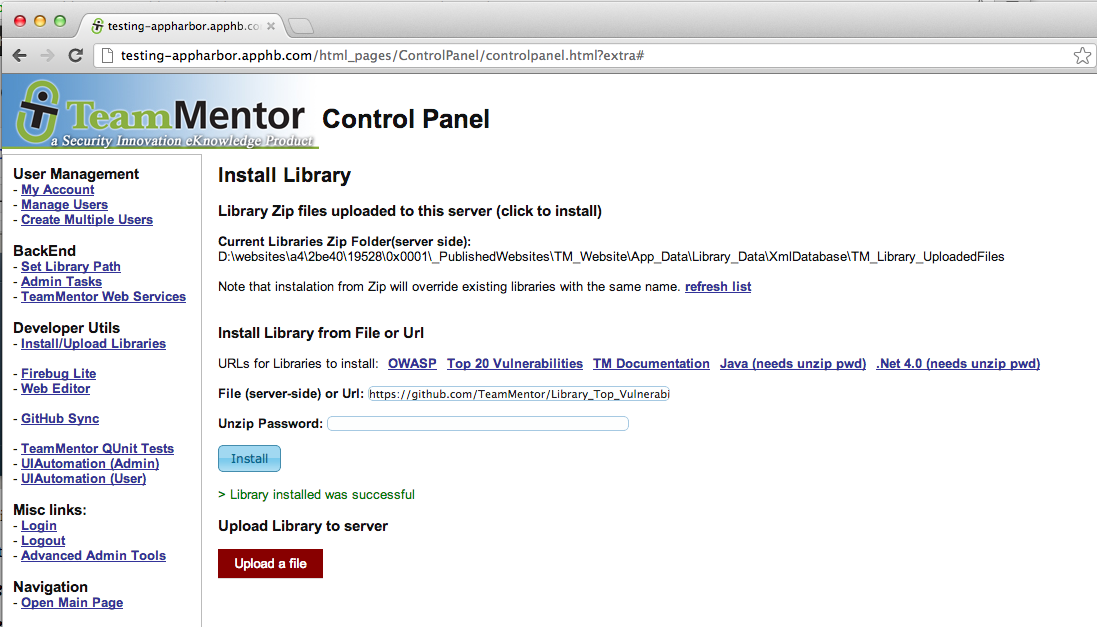 testing-appharbor.apphb.co
testing-appharbor.apphb.com/html_pages/ControlPanel/controlpanel.html?extra#
TeamMentor
a Security Innovation eKnowledge Product
Control Panel
User Management
- My Account
- Manage Users
- Create Multiple Users
BackEnd
- Set Library Path
- Admin Tasks
- TeamMentor Web Services
Developer Utils
- Install/Upload Libraries
- Firebug Lite
- Web Editor
- GitHub Sync
- TeamMentor QUnit Tests
- UIAutomation (Admin)
- UIAutomation (User)
Misc links:
- Login
- Logout
- Advanced Admin Tools
Navigation
- Open Main Page
Install Library
Library Zip files uploaded to this server (click to install)
Current Libraries Zip Folder(server side):
D:\websites\a4\2be40\19528\0x0001\_PublishedWebsites\TM_Website\App_Data\Library_Data\XmlDatabase\TM_Library_UploadedFiles
Note that instalation from Zip will override existing libraries with the same name. refresh list
Install Library from File or Url
URLs for Libraries to install: OWASP Top 20 Vulnerabilities TM Documentation Java (needs unzip pwd) .Net 4.0 (needs unzip pwd)
File (server-side) or Url: https://github.com/TeamMentor/Library_Top_Vulnerabi
Unzip Password:
Install
> Library installed was successful
Upload Library to server
Upload a file